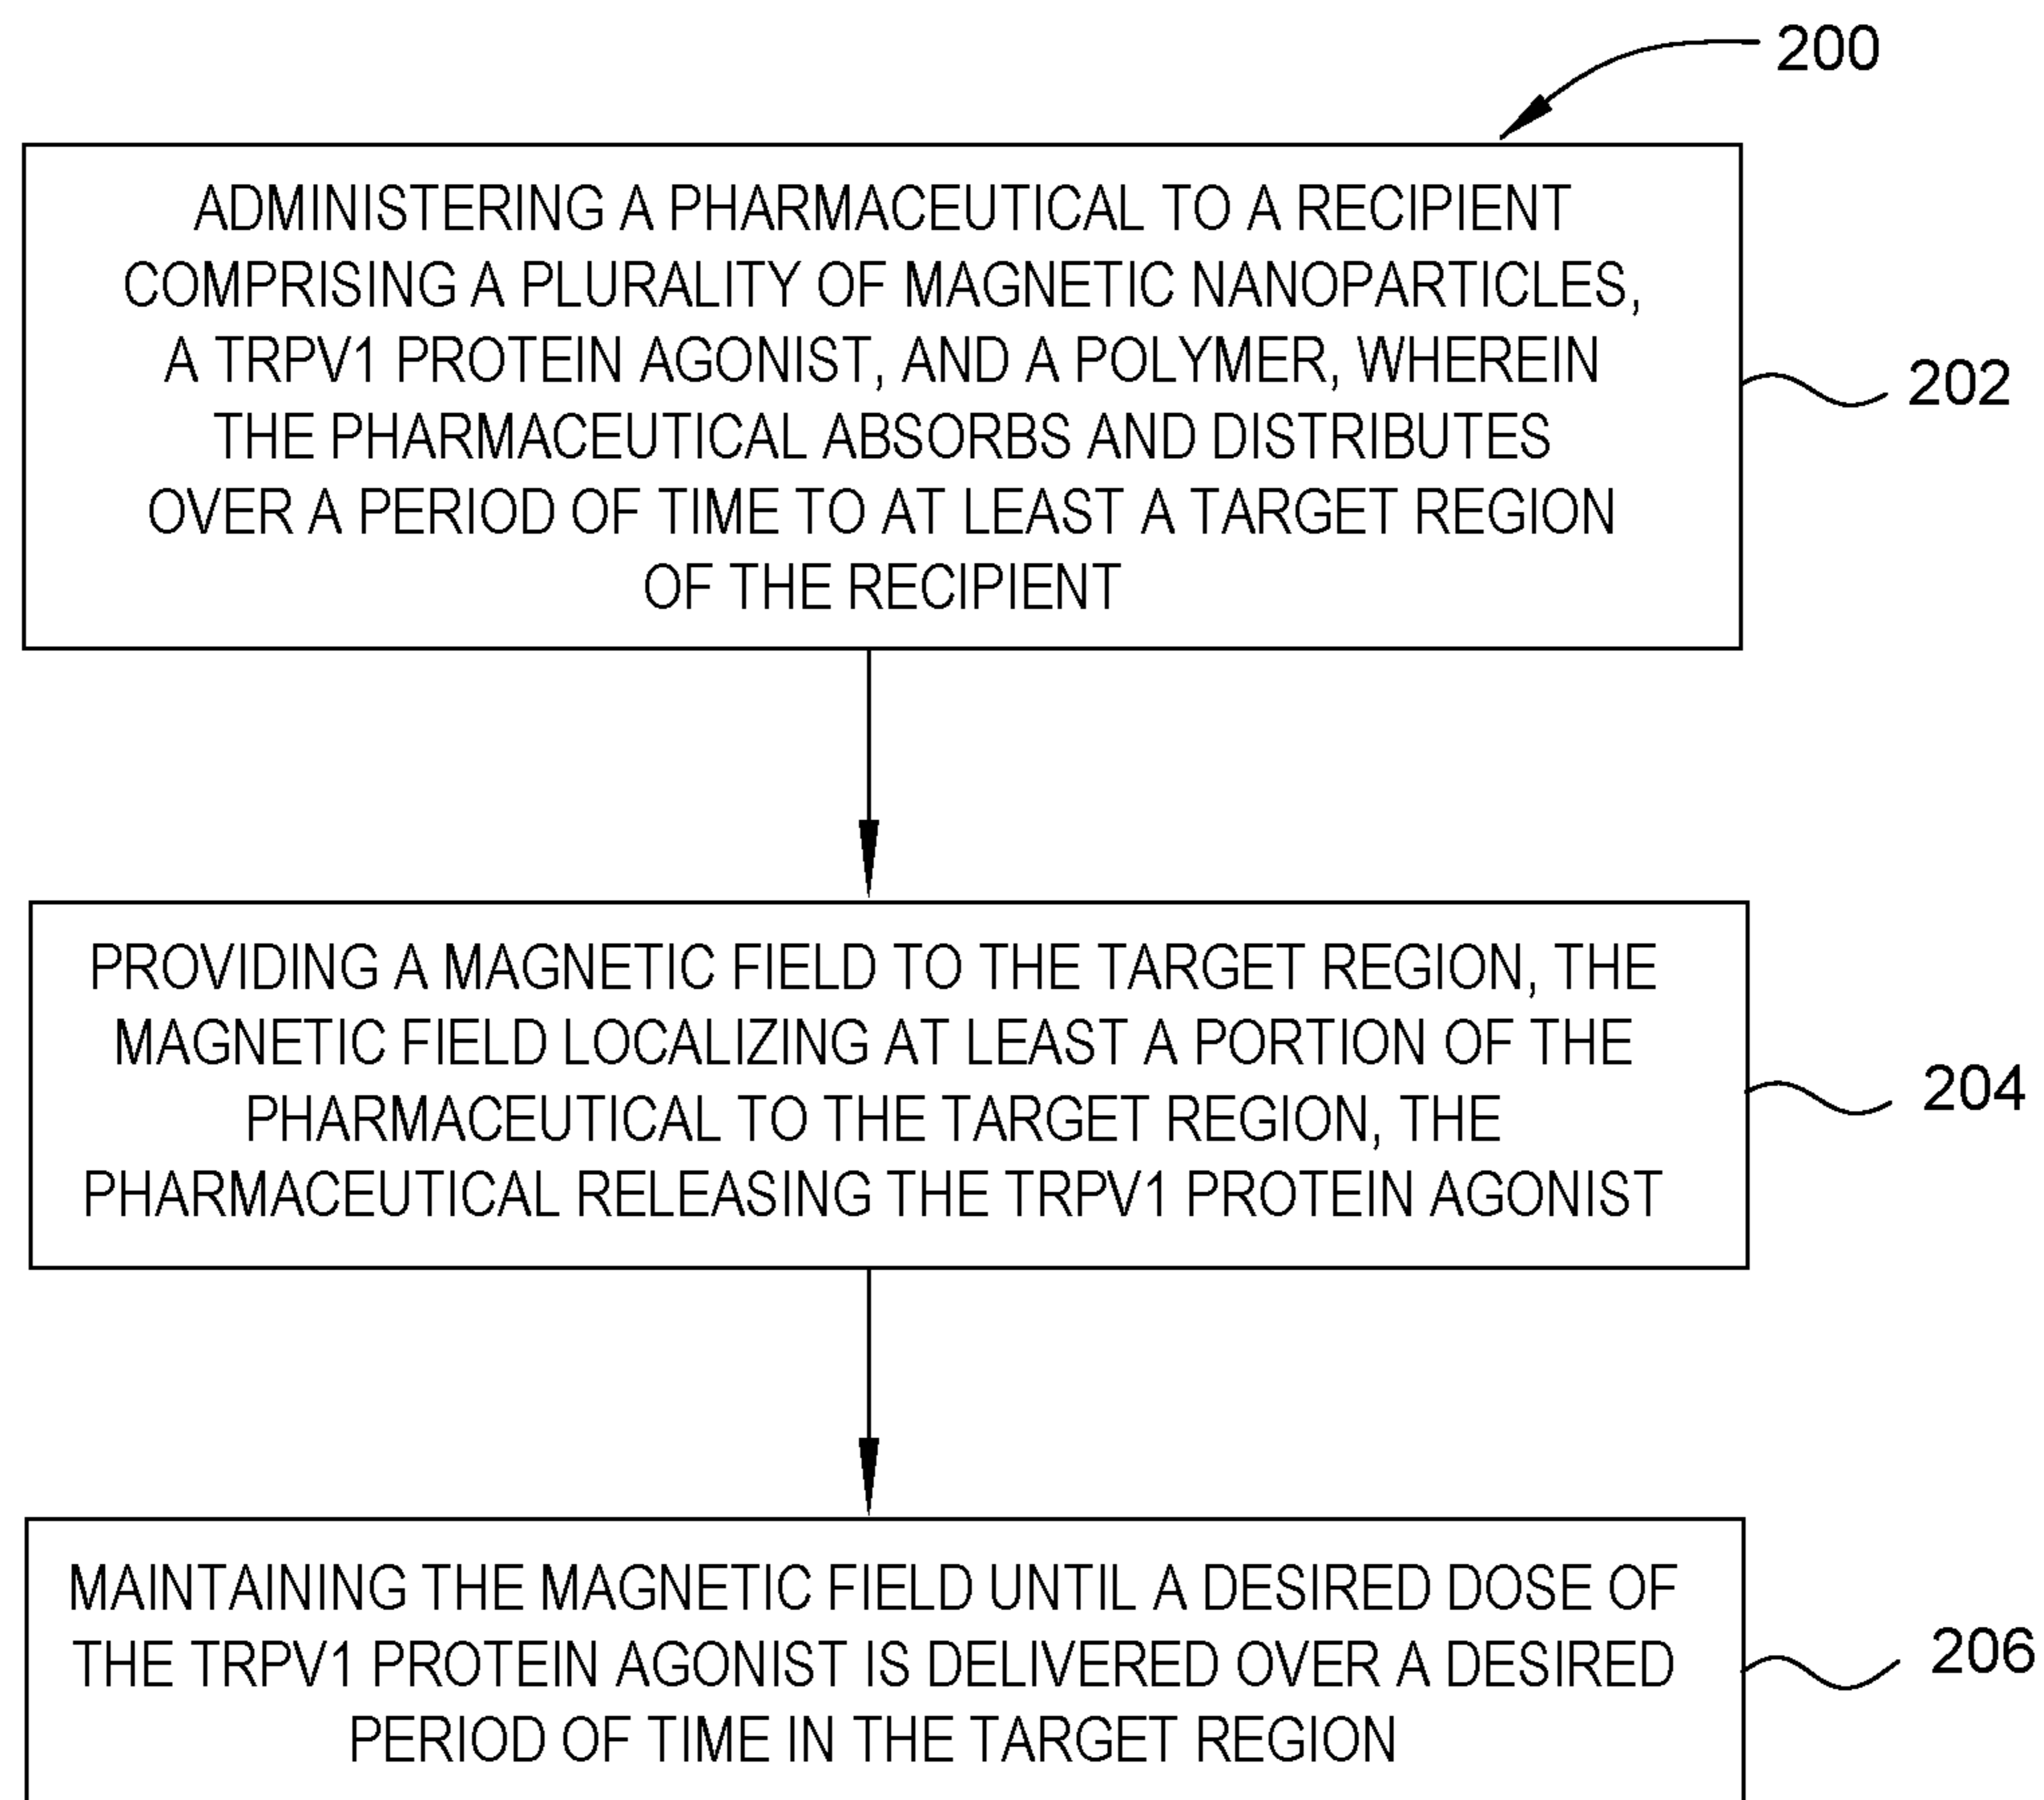 200
ADMINISTERING A PHARMACEUTICAL TO A RECIPIENT
COMPRISING A PLURALITY OF MAGNETIC NANOPARTICLES,
A TRPV1 PROTEIN AGONIST, AND A POLYMER, WHEREIN
THE PHARMACEUTICAL ABSORBS AND DISTRIBUTES
OVER A PERIOD OF TIME TO AT LEAST A TARGET REGION
OF THE RECIPIENT
202
PROVIDING A MAGNETIC FIELD TO THE TARGET REGION, THE
MAGNETIC FIELD LOCALIZING AT LEAST A PORTION OF THE
PHARMACEUTICAL TO THE TARGET REGION, THE
PHARMACEUTICAL RELEASING THE TRPV1 PROTEIN AGONIST
204
MAINTAINING THE MAGNETIC FIELD UNTIL A DESIRED DOSE OF
THE TRPV1 PROTEIN AGONIST IS DELIVERED OVER A DESIRED
PERIOD OF TIME IN THE TARGET REGION
206